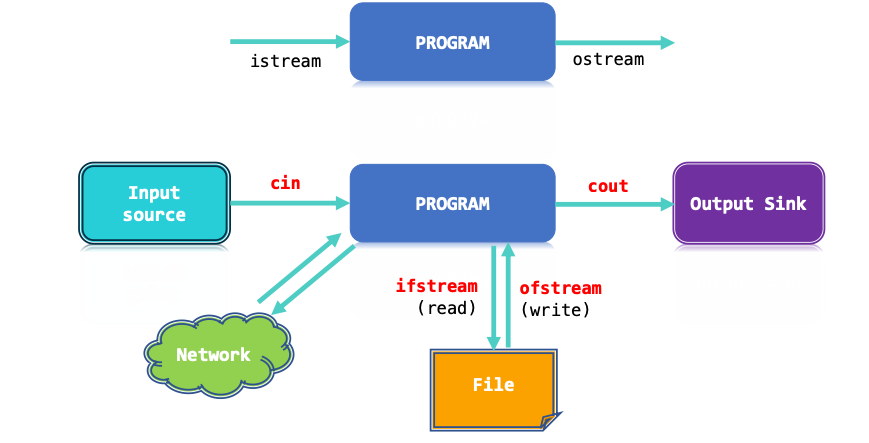 PROGRAM
istream
ostream
Input
source
cin
PROGRAM
cout
Output Sink
ifstream
(read)
ofstream
(write)
Network
File